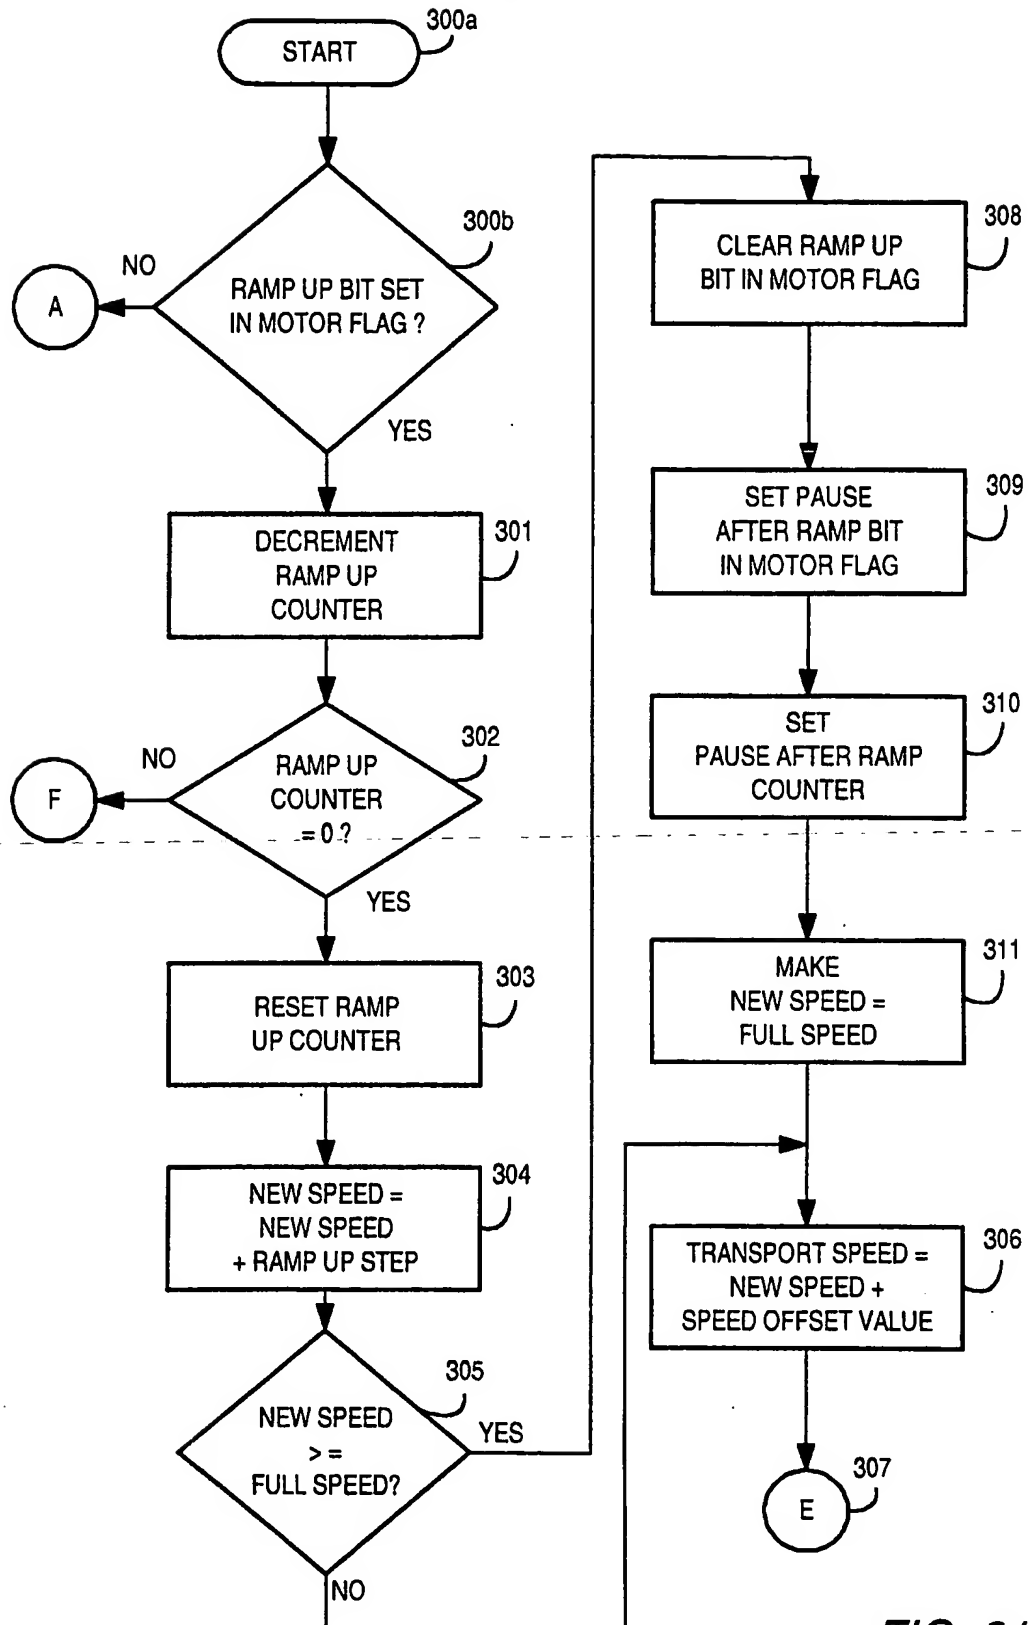 START
300a
300b
RAMP UP BIT SET
IN MOTOR FLAG ?
NO
A
YES
DECREMENT
RAMP UP
COUNTER
301
RAMP UP
COUNTER
= 0 ?
302
NO
F
YES
RESET RAMP
UP COUNTER
303
NEW SPEED =
NEW SPEED
+ RAMP UP STEP
304
NEW SPEED
> =
FULL SPEED?
305
YES
NO
CLEAR RAMP UP
BIT IN MOTOR FLAG
308
SET PAUSE
AFTER RAMP BIT
IN MOTOR FLAG
309
SET
PAUSE AFTER RAMP
COUNTER
310
MAKE
NEW SPEED =
FULL SPEED
311
TRANSPORT SPEED =
NEW SPEED +
SPEED OFFSET VALUE
306
E
307